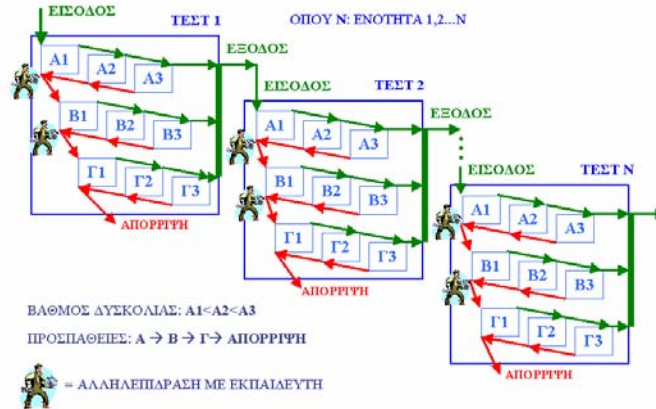 ΕΙΣΟΔΟΣ
ΤΕΣΤ 1
ΟΠΟΥ N: ΕΝΟΤΗΤΑ 1,2...N
Α1
Α2
Α3
ΕΞΟΔΟΣ
Β1
Β2
Β3
Γ1
Γ2
Γ3
ΑΠΟΡΡΙΨΗ
ΕΙΣΟΔΟΣ
ΤΕΣΤ 2
Α1
Α2
Α3
ΕΞΟΔΟΣ
Β1
Β2
Β3
Γ1
Γ2
Γ3
ΑΠΟΡΡΙΨΗ
ΕΙΣΟΔΟΣ
ΤΕΣΤ N
Α1
Α2
Α3
Β1
Β2
Β3
Γ1
Γ2
Γ3
ΑΠΟΡΡΙΨΗ
ΒΑΘΜΟΣ ΔΥΣΚΟΛΙΑΣ: Α1<Α2<Α3
ΠΡΟΣΠΑΘΕΙΕΣ: Α → Β → Γ→ ΑΠΟΡΡΙΨΗ
= ΑΛΛΗΛΕΠΙΔΡΑΣΗ ΜΕ ΕΚΠΑΙΔΕΥΤΗ